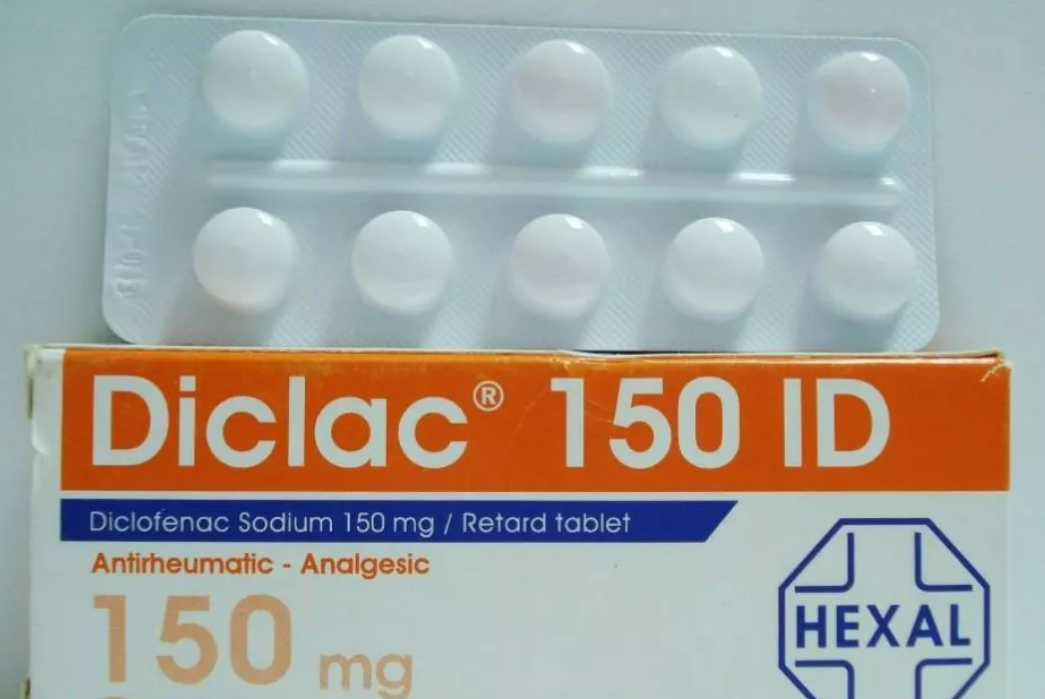 Diclac® 150 ID
Diclofenac Sodium 150 mg / Retard tablet
Antirheumatic - Analgesic
150 mg
HEXAL